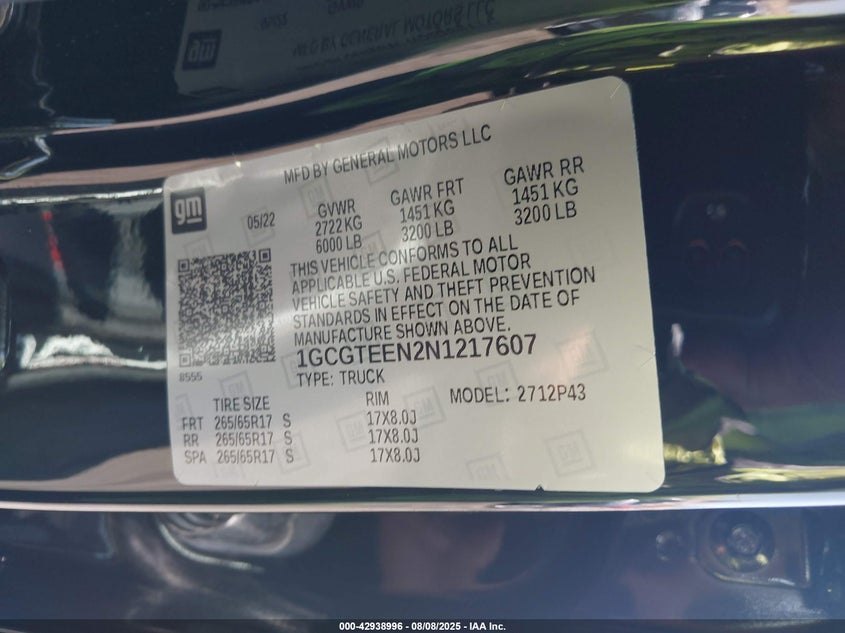 MFD BY GENERAL MOTORS LLC
gm
05/22
GVWR GAWR FRT GAWR RR
2722 KG 1451 KG 1451 KG
6000 LB 3200 LB 3200 LB
THIS VEHICLE CONFORMS TO ALL
APPLICABLE U.S. FEDERAL MOTOR
VEHICLE SAFETY AND THEFT PREVENTION
STANDARDS IN EFFECT ON THE DATE OF
MANUFACTURE SHOWN ABOVE.
1GCGTEEN2N1217607
8555
TYPE: TRUCK
MODEL: 2712P43
TIRE SIZE RIM
FRT 265/65R17 S 17X8.0J
RR 265/65R17 S 17X8.0J
SPA 265/65R17 S 17X8.0J
000-42938996 - 08/08/2025 - IAA Inc.